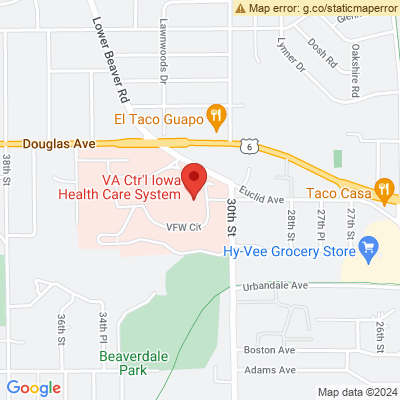 Map error: g.co/staticmaperror
Lower Beaver Rd
Lawnwoods Dr
Lynner Dr
Dosh Rd
Oakshire Rd
El Taco Guapo
Douglas Ave
6
38th St
VA Ctr'l Iowa
Health Care System
Euclid Ave
Taco Casa
VFW Cir
30th St
28th St
27th Pl
27th St
Hy-Vee Grocery Store
Urbandale Ave
36th St
34th Pl
26th St
Beaverdale
Park
Boston Ave
Adams Ave
Google
Map data ©2024